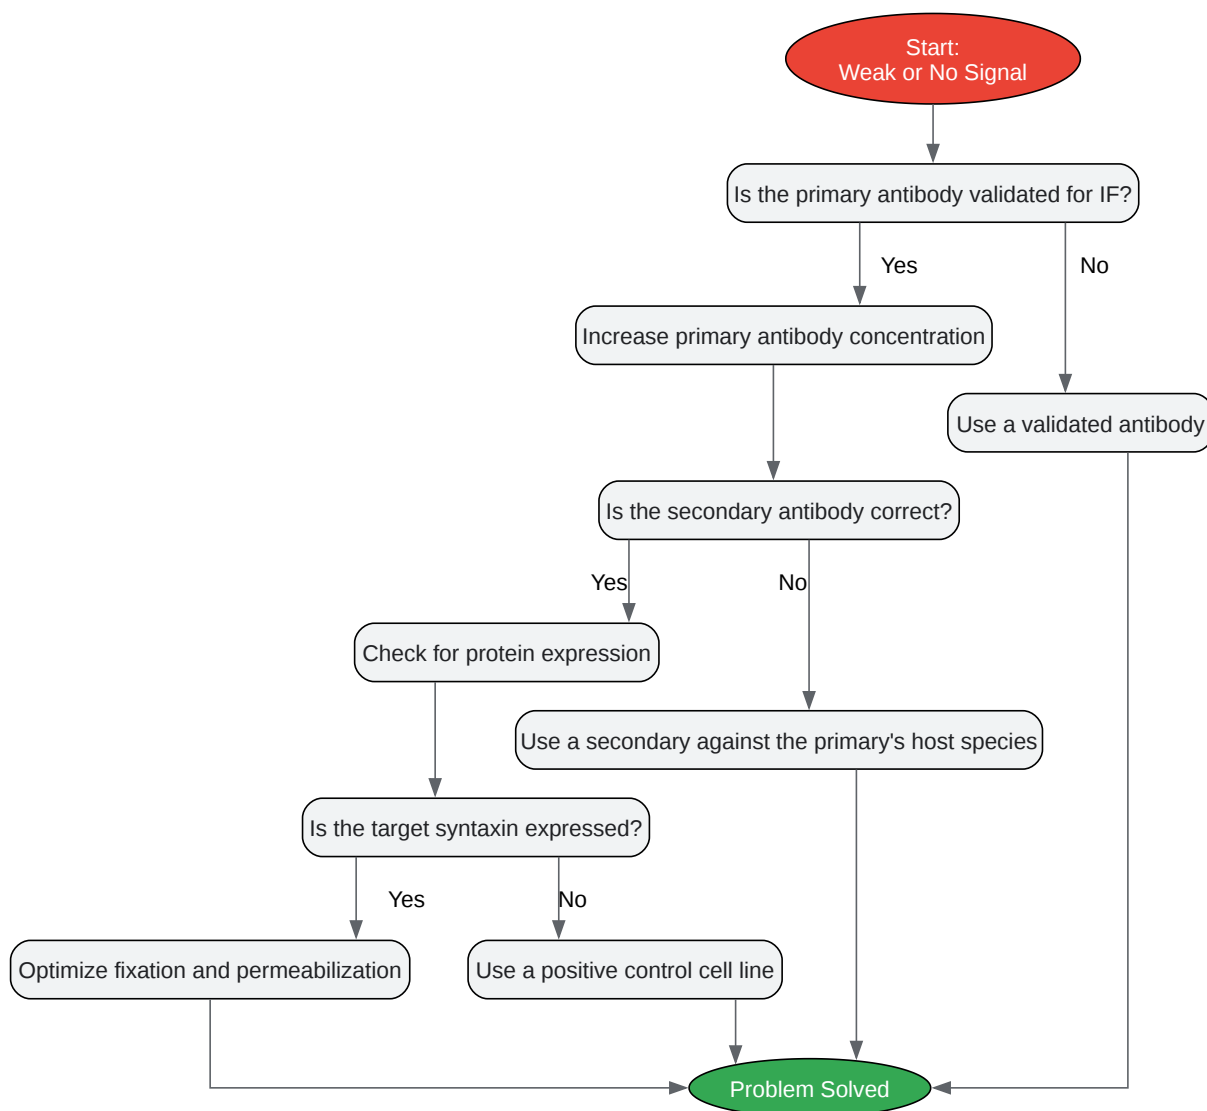 Start:
Weak or No Signal
Is the primary antibody validated for IF?
Yes
No
Increase primary antibody concentration
Use a validated antibody
Is the secondary antibody correct?
Yes
No
Check for protein expression
Use a secondary against the primary's host species
Is the target syntaxin expressed?
Yes
No
Optimize fixation and permeabilization
Use a positive control cell line
Problem Solved